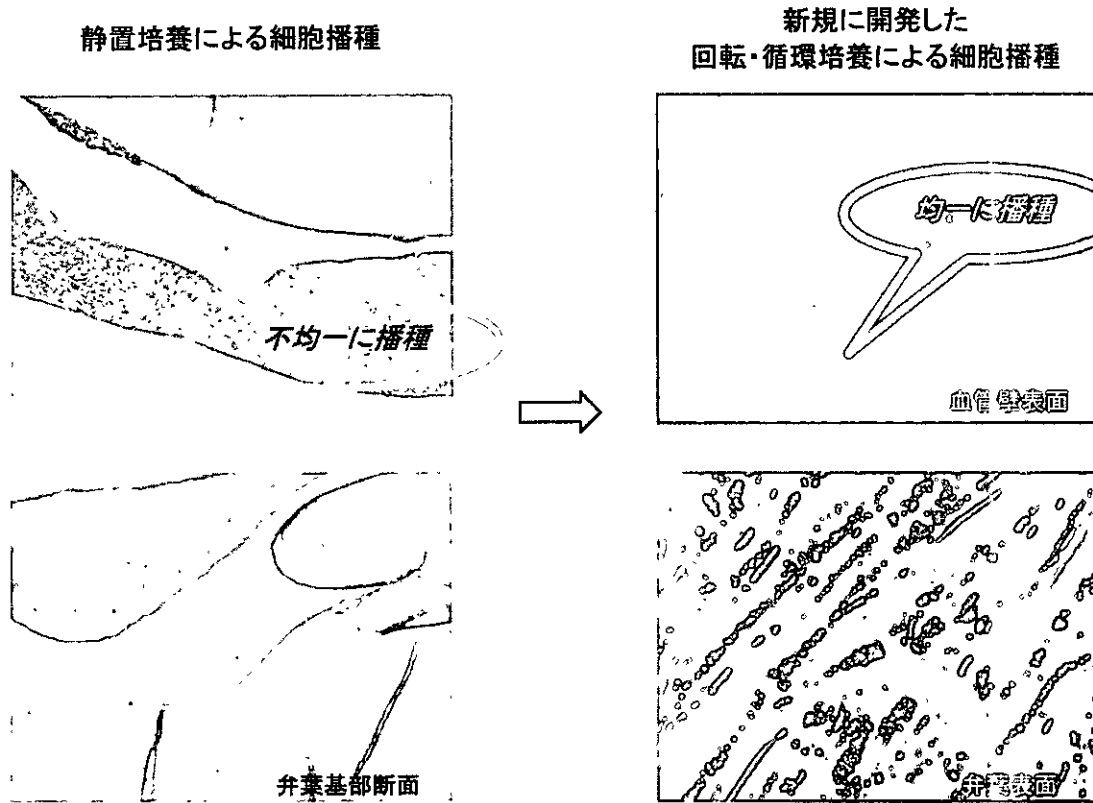 静置培養による細胞播種
新規に開発した
回転・循環培養による細胞播種
不均一に播種
均一に播種
血管壁表面
弁葉基部断面
弁葉表面